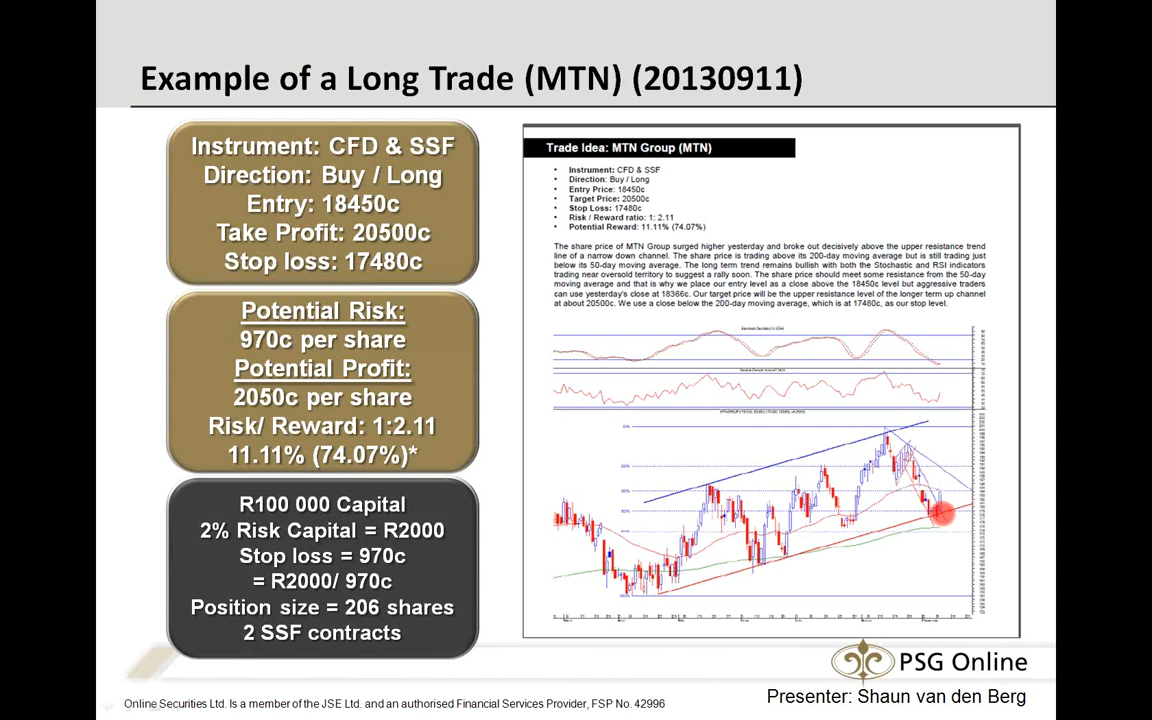 Example of a Long Trade (MTN) (20130911)
Instrument: CFD & SSF
Direction: Buy / Long
Entry: 18450c
Take Profit: 20500c
Stop loss: 17480c
Potential Risk:
970c per share
Potential Profit:
2050c per share
Risk/ Reward: 1:2.11
11.11% (74.07%)*
R100 000 Capital
2% Risk Capital = R2000
Stop loss = 970c
= R2000/ 970c
Position size = 206 shares
2 SSF contracts
Trade Idea: MTN Group (MTN)
• Instrument: CFD & SSF
• Direction: Buy / Long
• Entry Price: 18450c
• Target Price: 20500c
• Stop Loss: 17480c
• Risk / Reward ratio: 1: 2.11
• Potential Reward: 11.11% (74.07%)
The share price of MTN Group surged higher yesterday and broke out decisively above the upper resistance trend
line of a narrow down channel. The share price is trading above its 200-day moving average but is still trading just
below its 50-day moving average. The long term trend remains bullish with both the Stochastic and RSI indicators
trading near oversold territory to suggest a rally soon. The share price should meet some resistance from the 50-day
moving average and that is why we place our entry level as a close above the 18450c level but aggressive traders
can use yesterday's close at 18366c. Our target price will be the upper resistance level of the longer term up channel
at about 20500c. We use a close below the 200-day moving average, which is at 17480c, as our stop level.
PSG Online
Presenter: Shaun van den Berg
Online Securities Ltd. Is a member of the JSE Ltd. and an authorised Financial Services Provider, FSP No. 42996